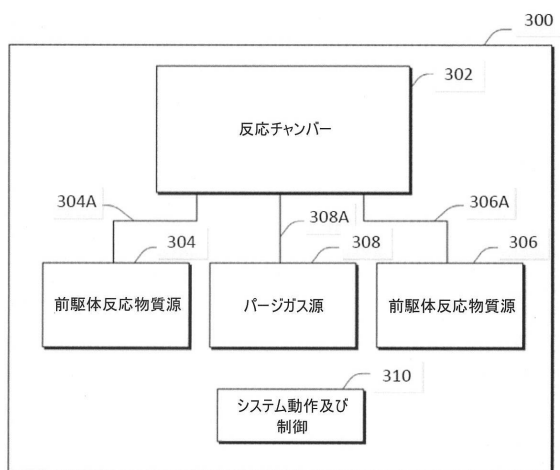 300
302
反応チャンバー
304A
308A
306A
304
308
306
前駆体反応物質源
パージガス源
前駆体反応物質源
310
システム動作及び
制御